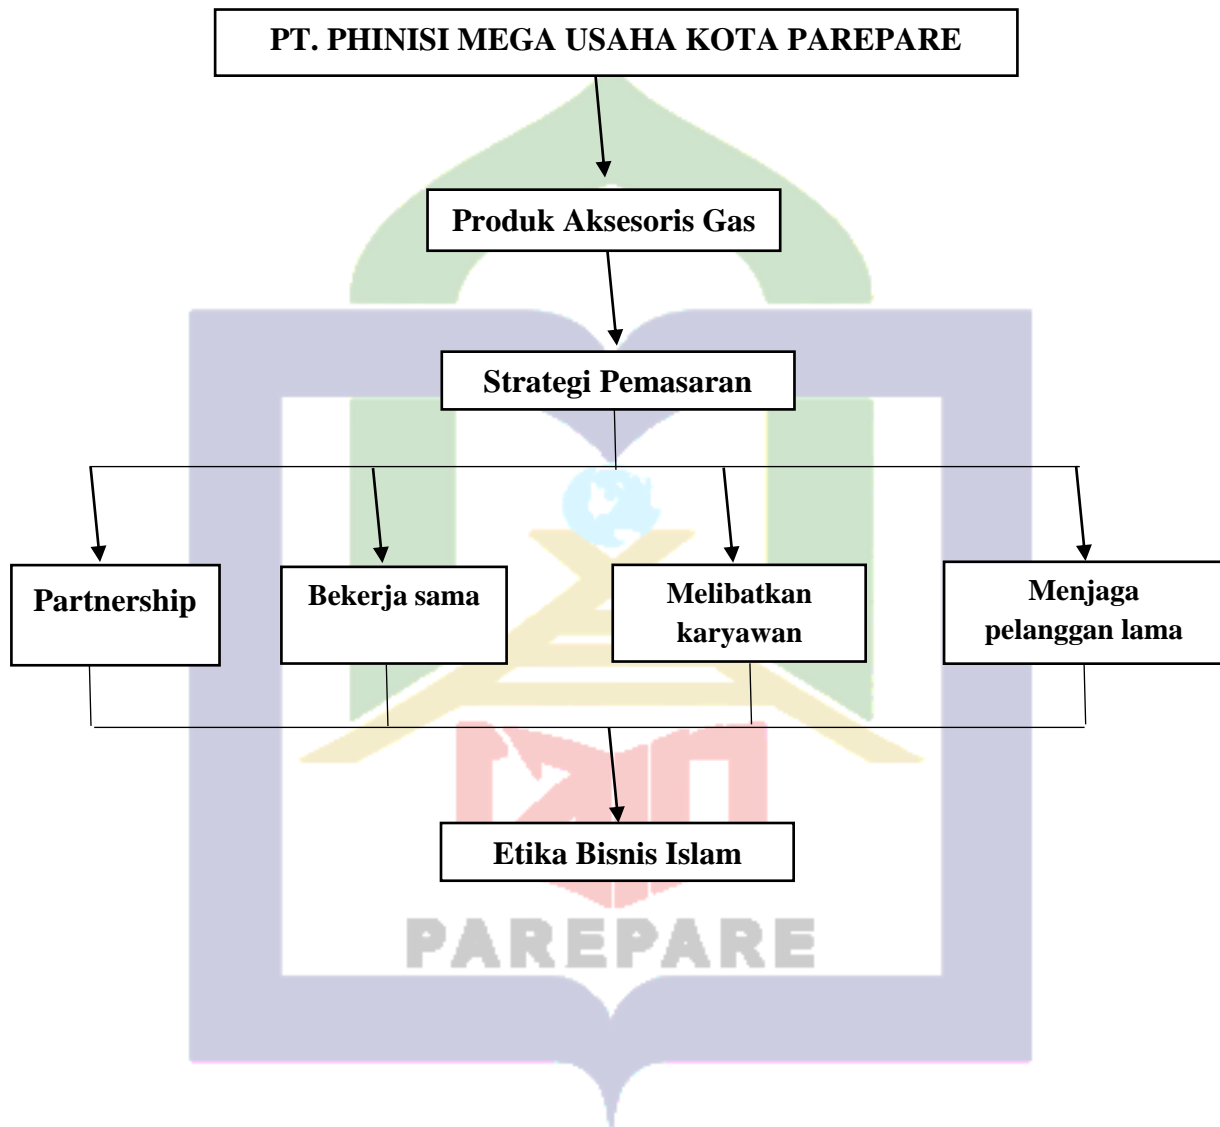 PT. PHINISI MEGA USAHA KOTA PAREPARE
Produk Aksesoris Gas
Strategi Pemasaran
Partnership
Bekerja sama
Melibatkan
karyawan
Menjaga
pelanggan lama
Etika Bisnis Islam
PAREPARE